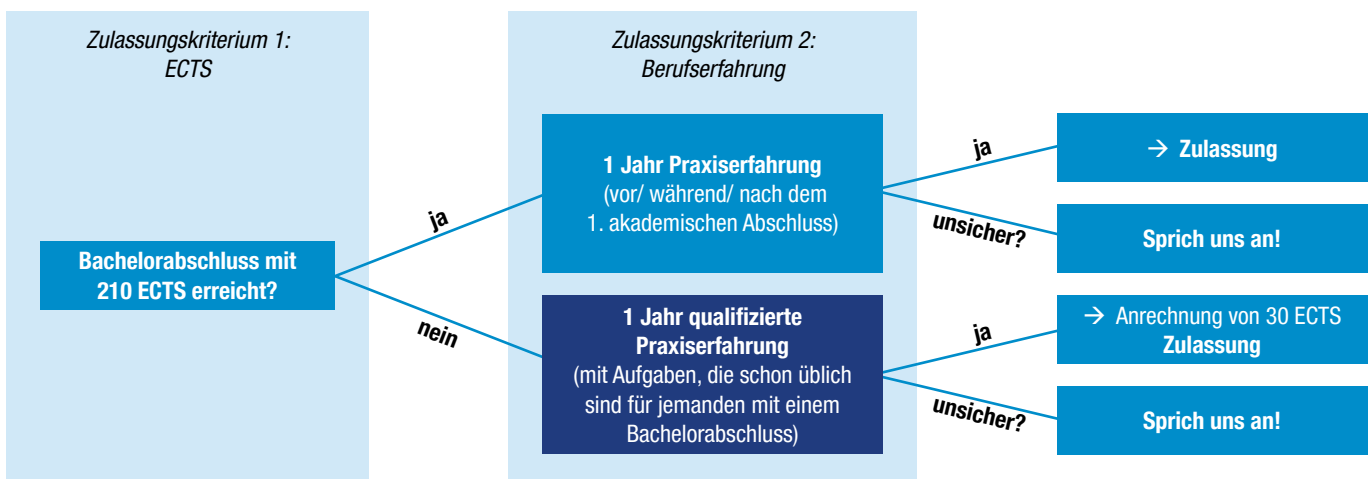 Zulassungskriterium 1:
ECTS
Zulassungskriterium 2:
Berufserfahrung
Bachelorabschluss mit
210 ECTS erreicht?
ja
nein
1 Jahr Praxiserfahrung
(vor/ während/ nach dem
1. akademischen Abschluss)
ja
→ Zulassung
unsicher?
Sprich uns an!
1 Jahr qualifizierte
Praxiserfahrung
(mit Aufgaben, die schon üblich
sind für jemanden mit einem
Bachelorabschluss)
ja
→ Anrechnung von 30 ECTS
Zulassung
unsicher?
Sprich uns an!